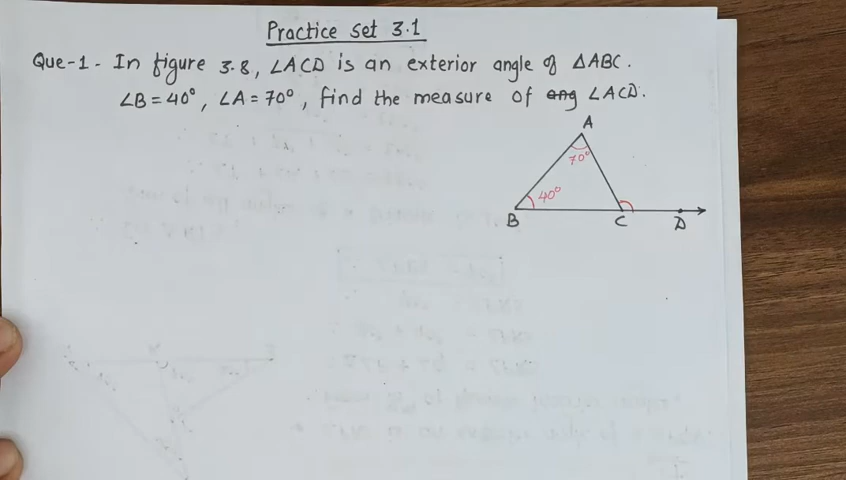 Practice set 3.1
Que-1- In figure 3.8, ∠ACD is an exterior angle of △ABC.
∠B=40°, ∠A=70°, find the measure of ang ∠ACD.
A
70°
40°
B
C
D